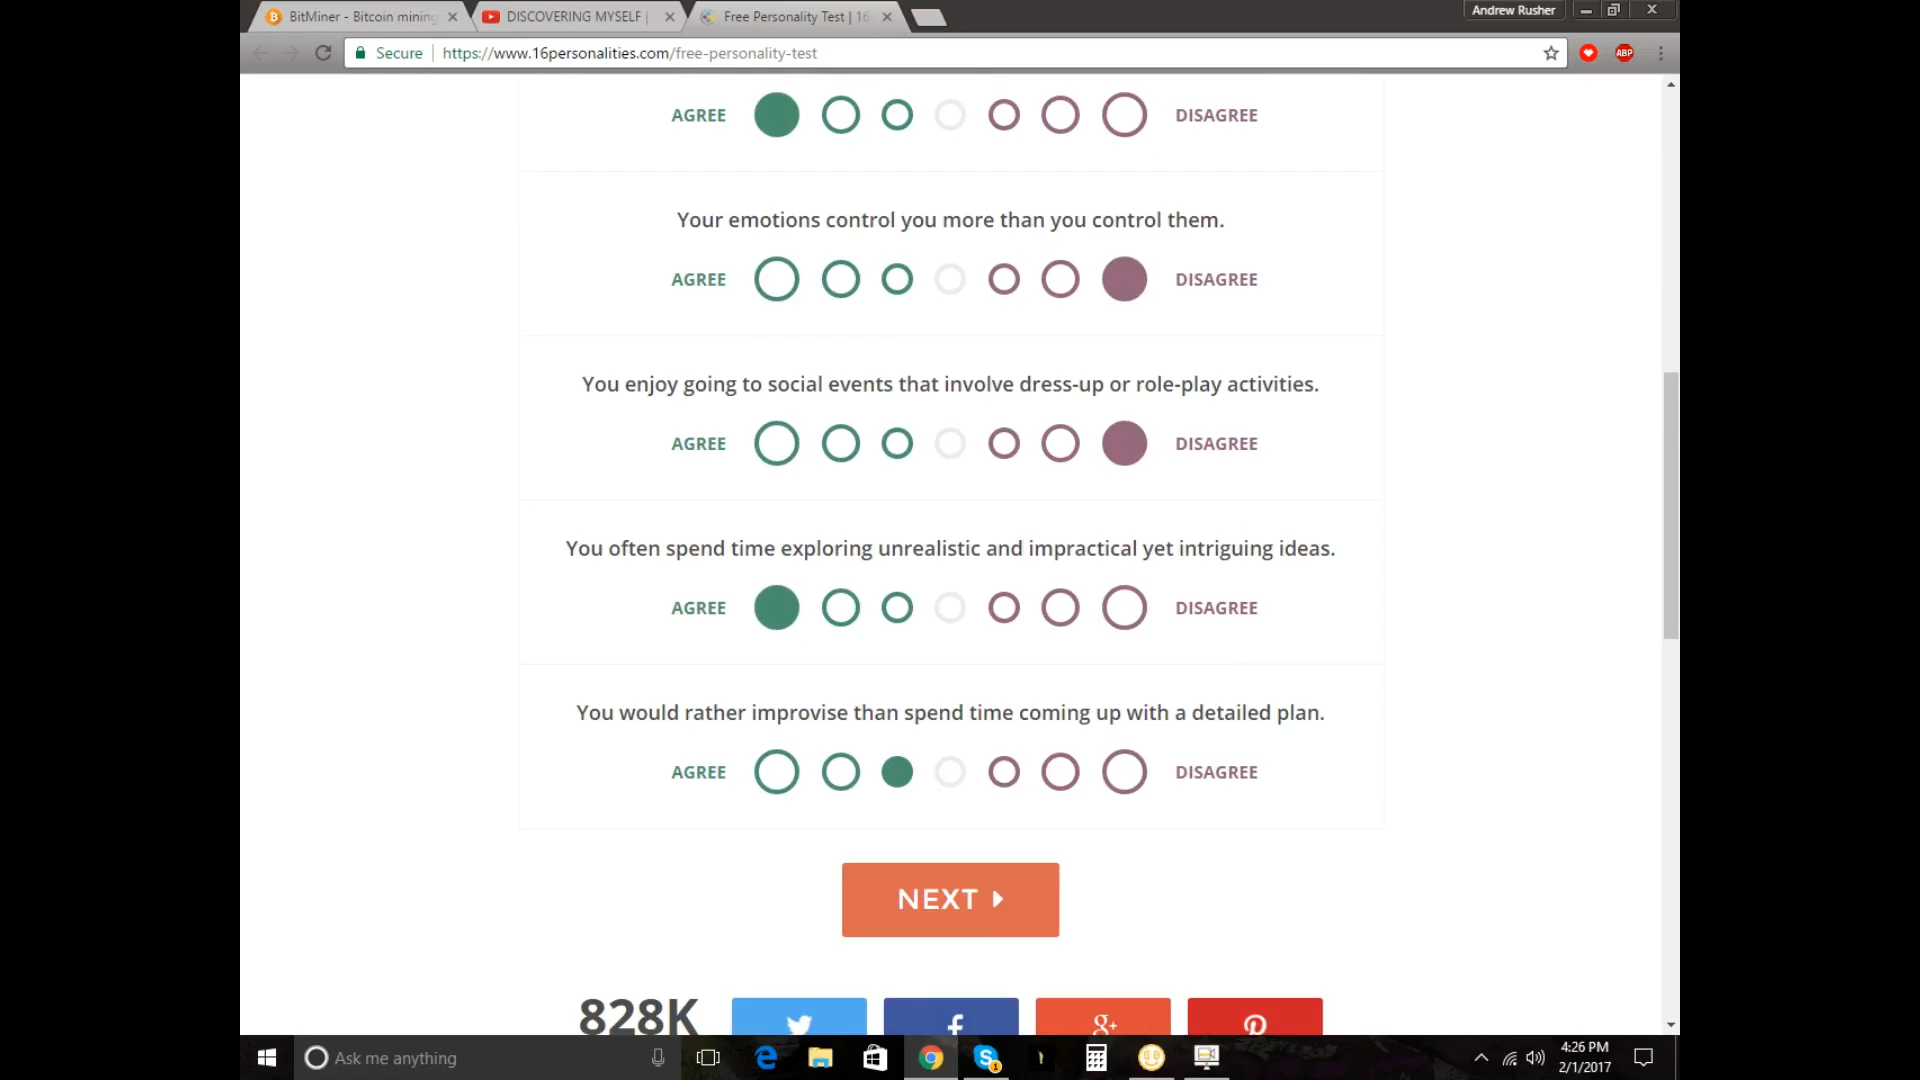 BitMiner - Bitcoin mining
DISCOVERING MYSELF |
Free Personality Test | 16
Andrew Rusher
Secure
https://www.16personalities.com/free-personality-test
ABP
AGREE DISAGREE
Your emotions control you more than you control them.
AGREE DISAGREE
You enjoy going to social events that involve dress-up or role-play activities.
AGREE DISAGREE
You often spend time exploring unrealistic and impractical yet intriguing ideas.
AGREE DISAGREE
You would rather improvise than spend time coming up with a detailed plan.
AGREE DISAGREE
NEXT
828K
g+
Ask me anything
1
4:26 PM
2/1/2017